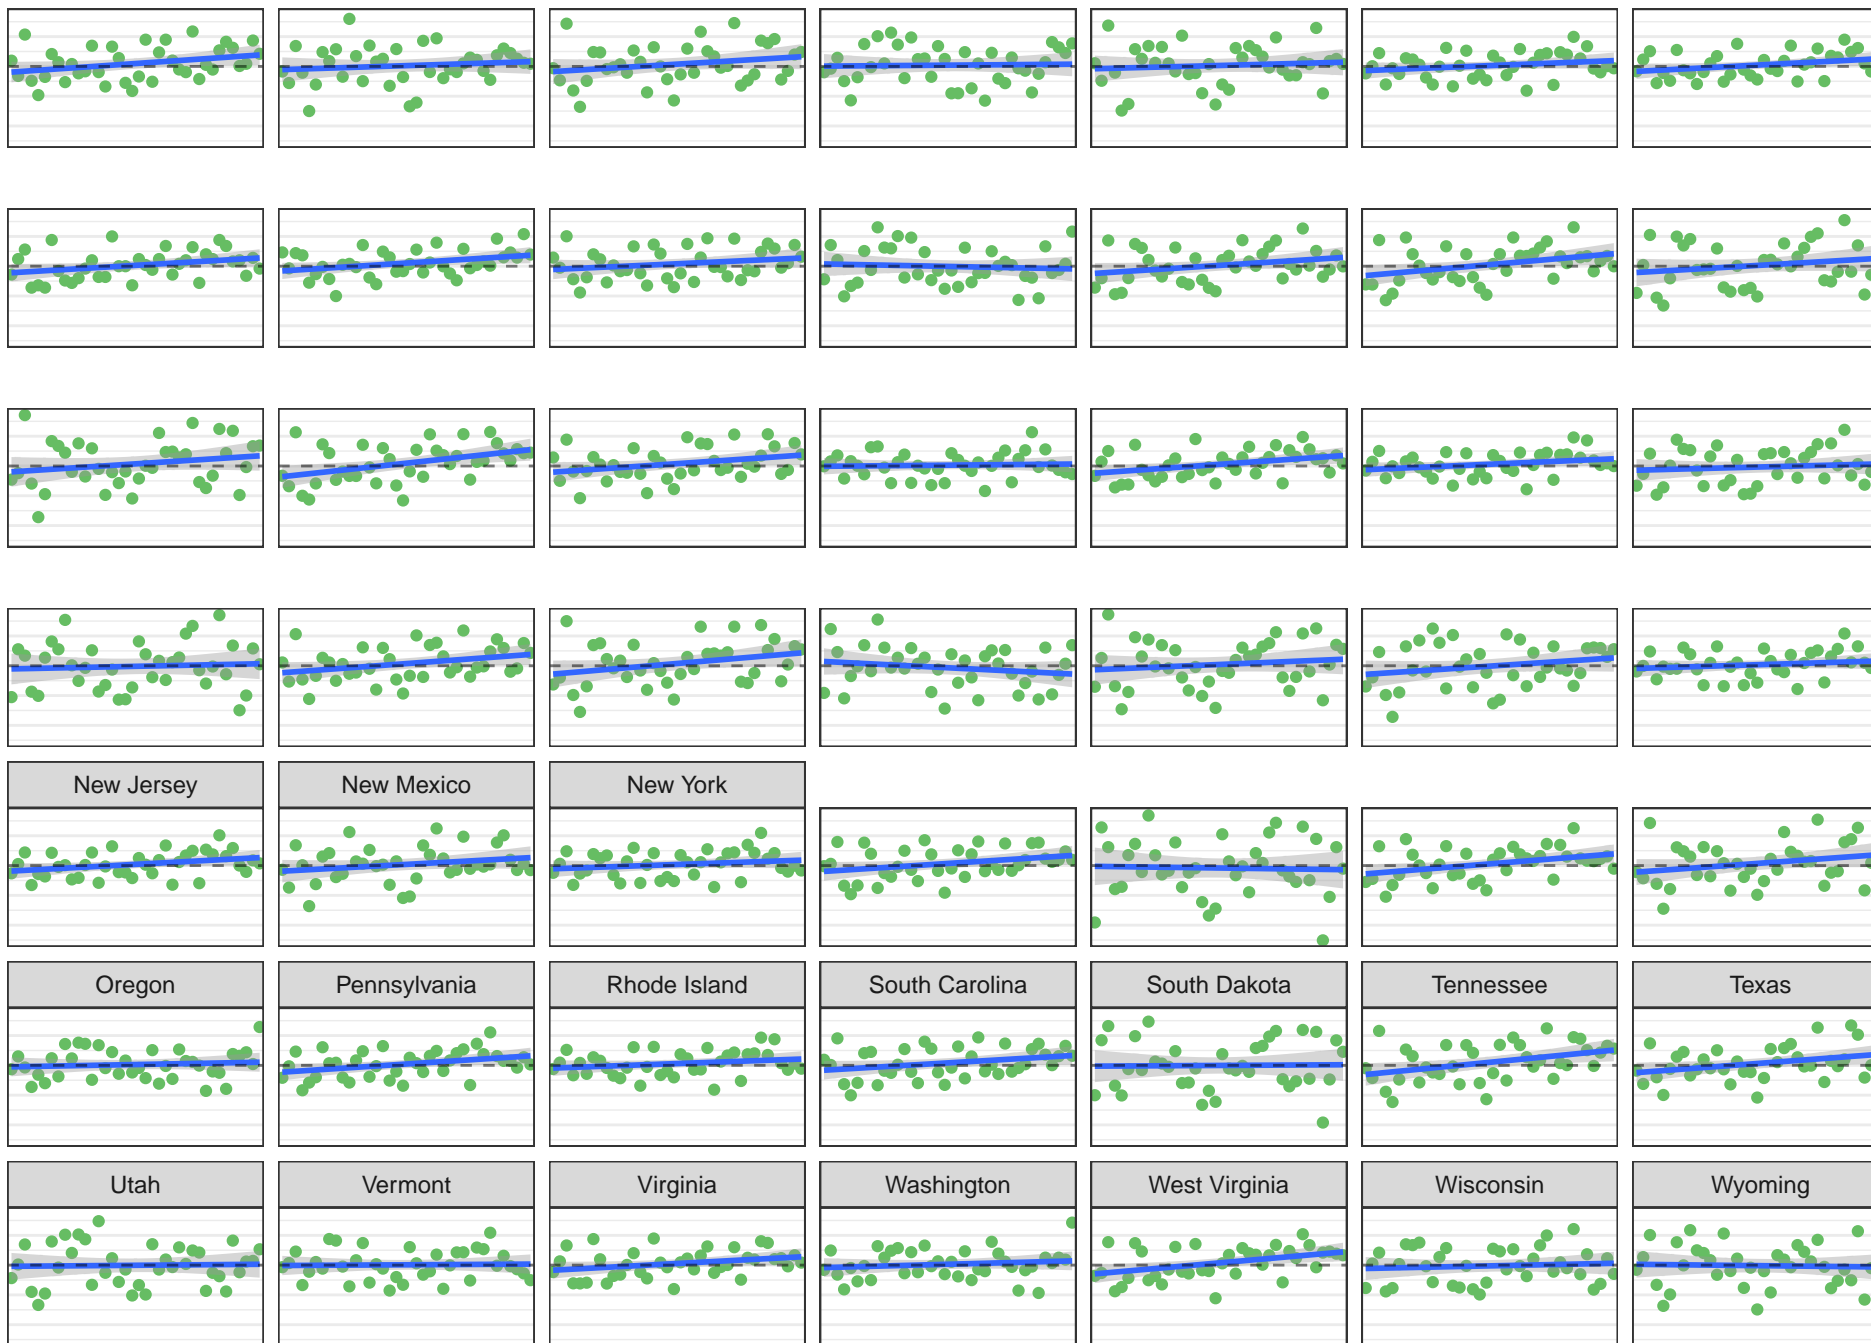 New Jersey
New Mexico
New York
Oregon
Pennsylvania
Rhode Island
South Carolina
South Dakota
Tennessee
Texas
Utah
Vermont
Virginia
Washington
West Virginia
Wisconsin
Wyoming